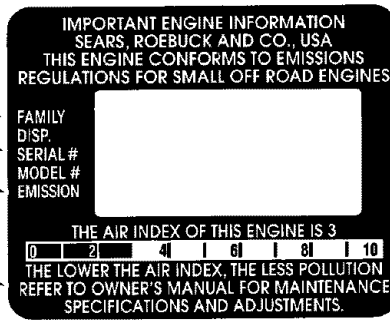 IMPORTANT ENGINE INFORMATION
SEARS, ROEBUCK AND CO., USA
THIS ENGINE CONFORMS TO EMISSIONS
REGULATIONS FOR SMALL OFF ROAD ENGINES
FAMILY
DISP.
SERIAL #
MODEL #
EMISSION
THE AIR INDEX OF THIS ENGINE IS 3
0 2 4 6 8 10
THE LOWER THE AIR INDEX, THE LESS POLLUTION
REFER TO OWNER'S MANUAL FOR MAINTENANCE
SPECIFICATIONS AND ADJUSTMENTS.